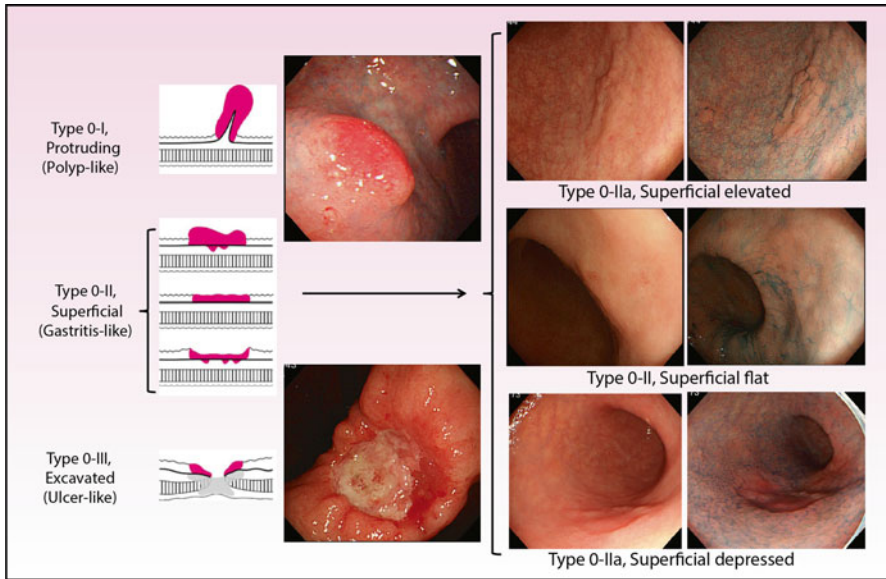 Type 0-I,
Protruding
(Polyp-like)
Type 0-IIa, Superficial elevated
Type 0-II,
Superficial
(Gastritis-like)
Type 0-II, Superficial flat
Type 0-III,
Excavated
(Ulcer-like)
Type 0-IIa, Superficial depressed